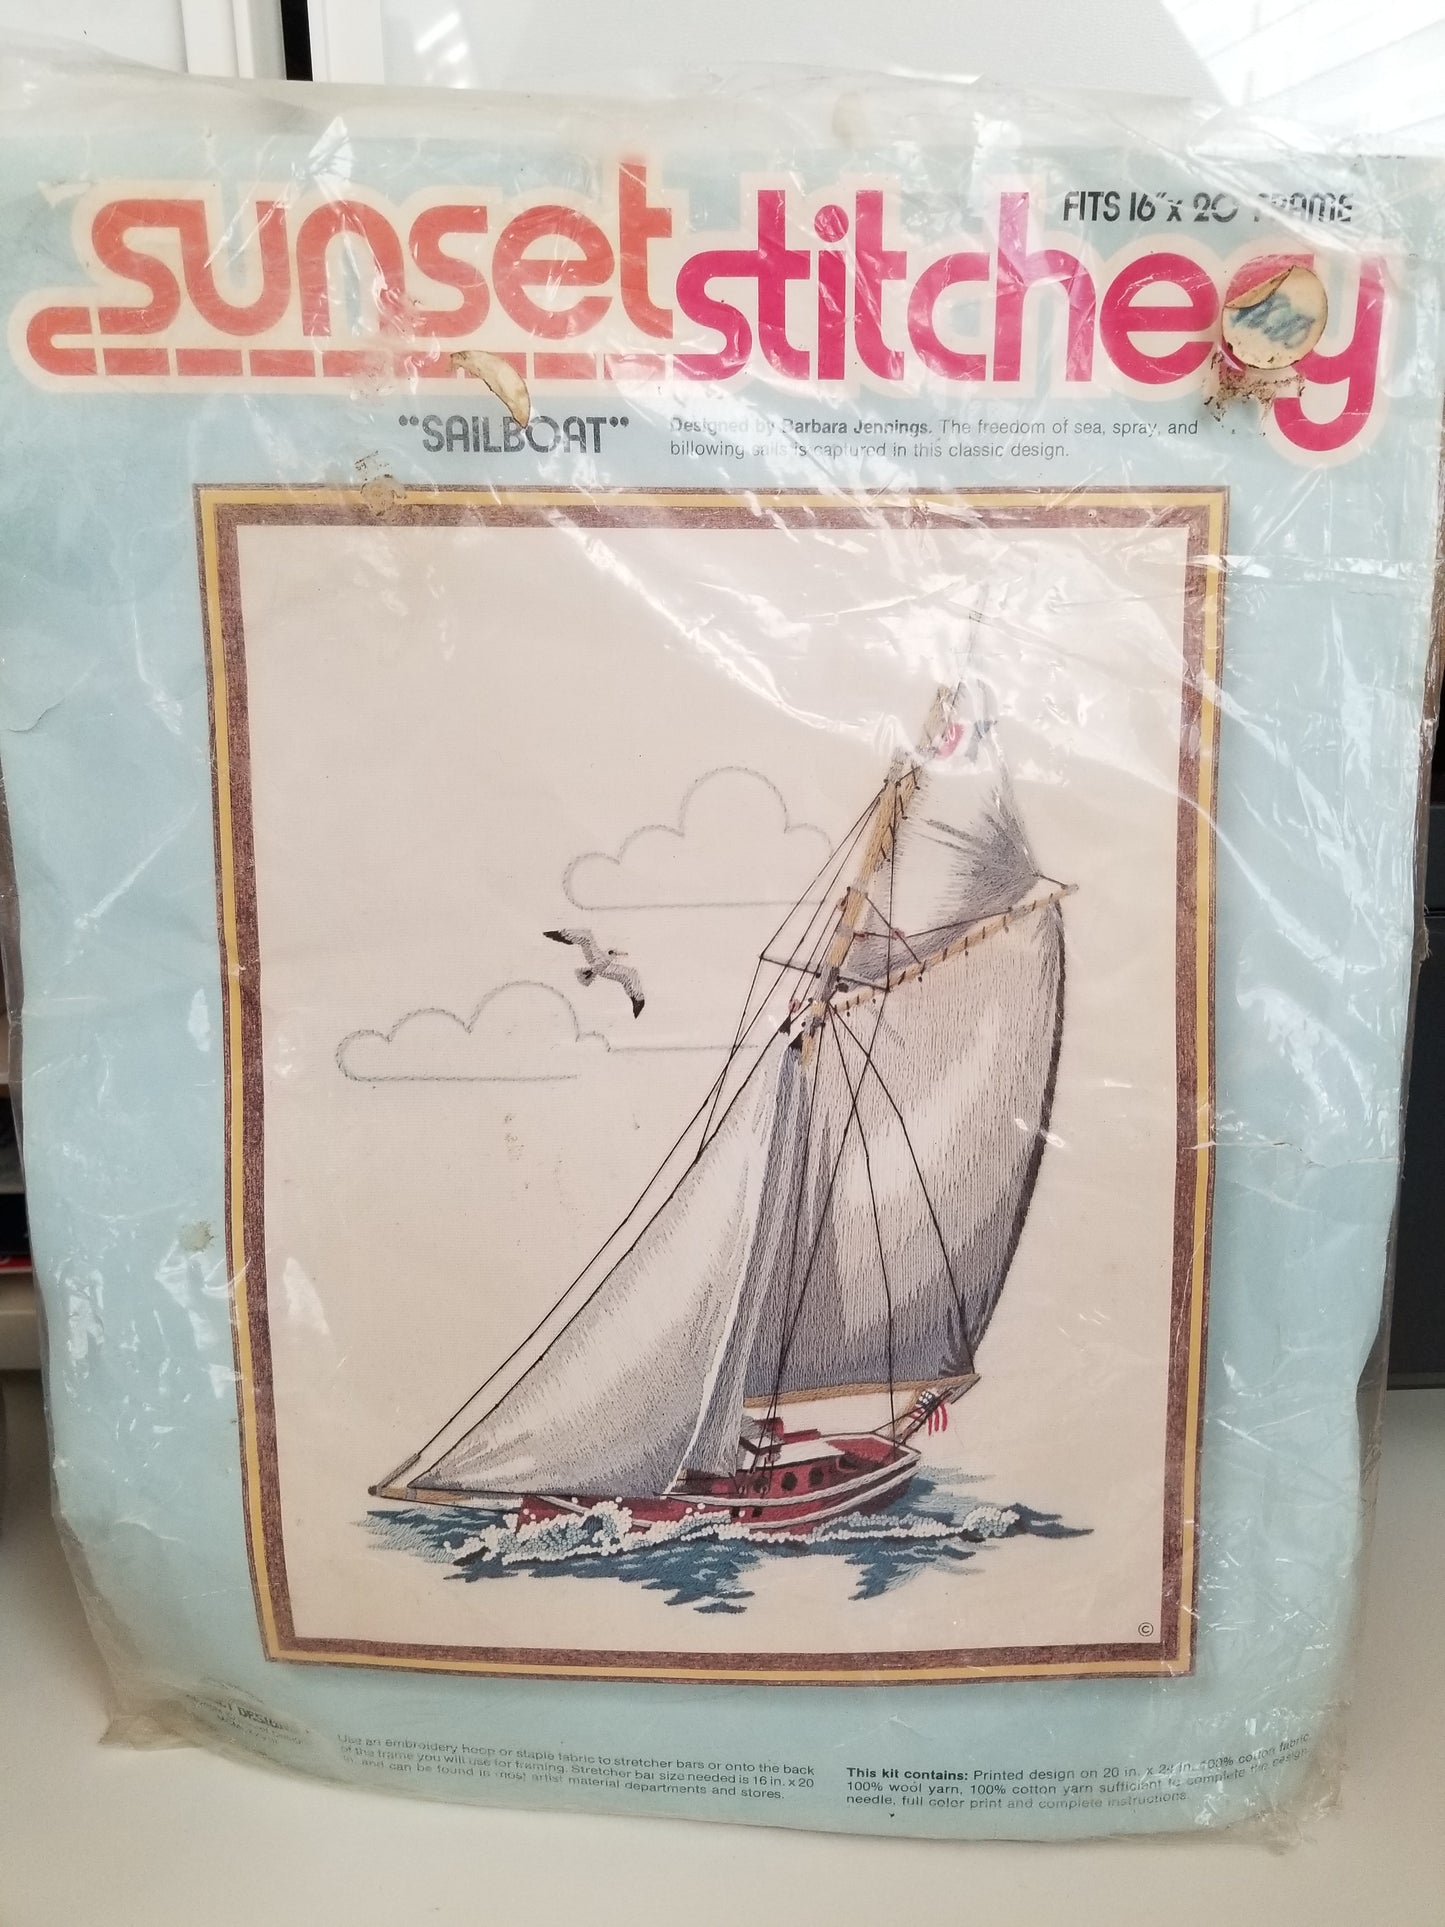 FITS 16" x 20 FRAME
sunset stitchery
"SAILBOAT"
Designed by Barbara Jennings. The freedom of sea, spray, and
billowing sails is captured in this classic design.
©
Use an embroidery hoop or staple fabric to stretcher bars or onto the back
of the frame you will use for framing. Stretcher bar size needed is 16 in. x 20
in. and can be found in most artist material departments and stores.
This kit contains: Printed design on 20 in. x 24 in. 100% cotton fabric,
100% wool yarn, 100% cotton yarn sufficient to complete the design,
needle, full color print and complete instructions.